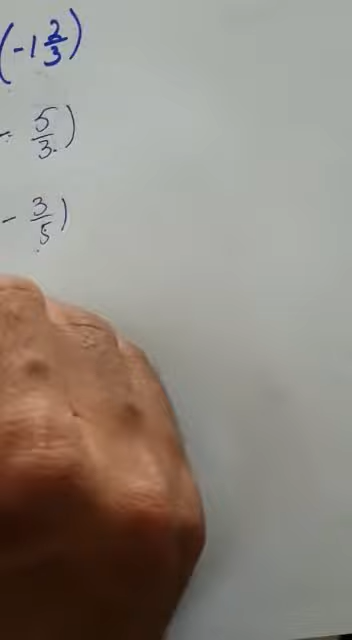 (-1 2/3)
- 5/3)
- 3/5)